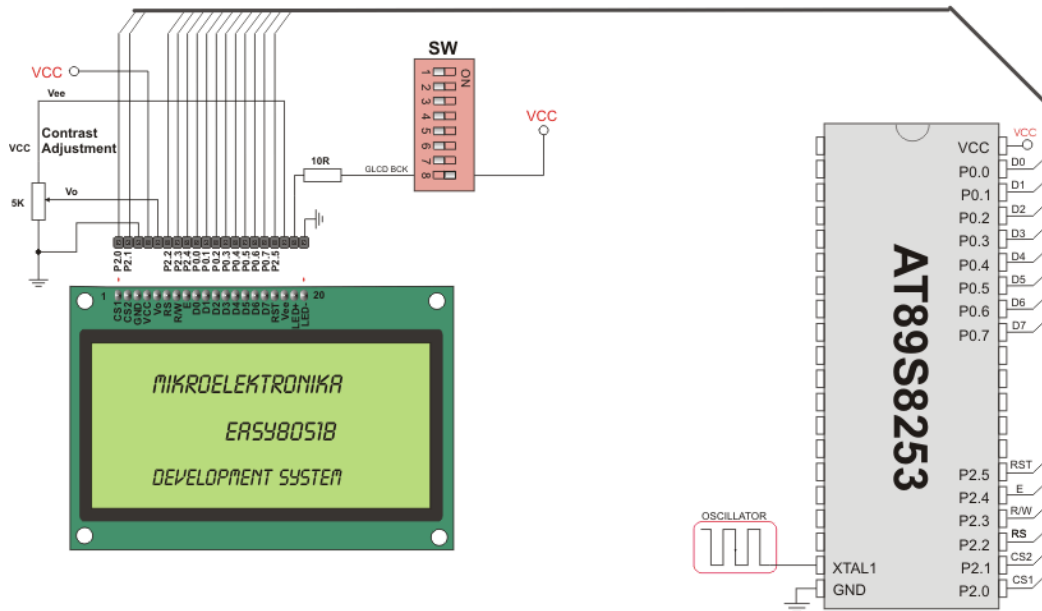 SW
VCC
Vee
Contrast
Adjustment
VCC
5K
Vo
10R
GLCD BCK
1
2
3
4
5
6
7
8
ON
VCC
P2.0
P2.1
P2.2
P2.3
P2.4
P0.0
P0.1
P0.2
P0.3
P0.4
P0.5
P0.6
P0.7
P2.5
1
20
CS1
CS2
GND
VCC
Vo
RS
R/W
E
D0
D1
D2
D3
D4
D5
D6
D7
RST
Vee
LED+
LED-
MIKROELEKTRONIKA
EASY8051B
DEVELOPMENT SYSTEM
OSCILLATOR
AT89S8253
XTAL1
GND
VCC
VCC
P0.0 D0
P0.1 D1
P0.2 D2
P0.3 D3
P0.4 D4
P0.5 D5
P0.6 D6
P0.7 D7
P2.5 RST
P2.4 E
P2.3 R/W
P2.2 RS
P2.1 CS2
P2.0 CS1